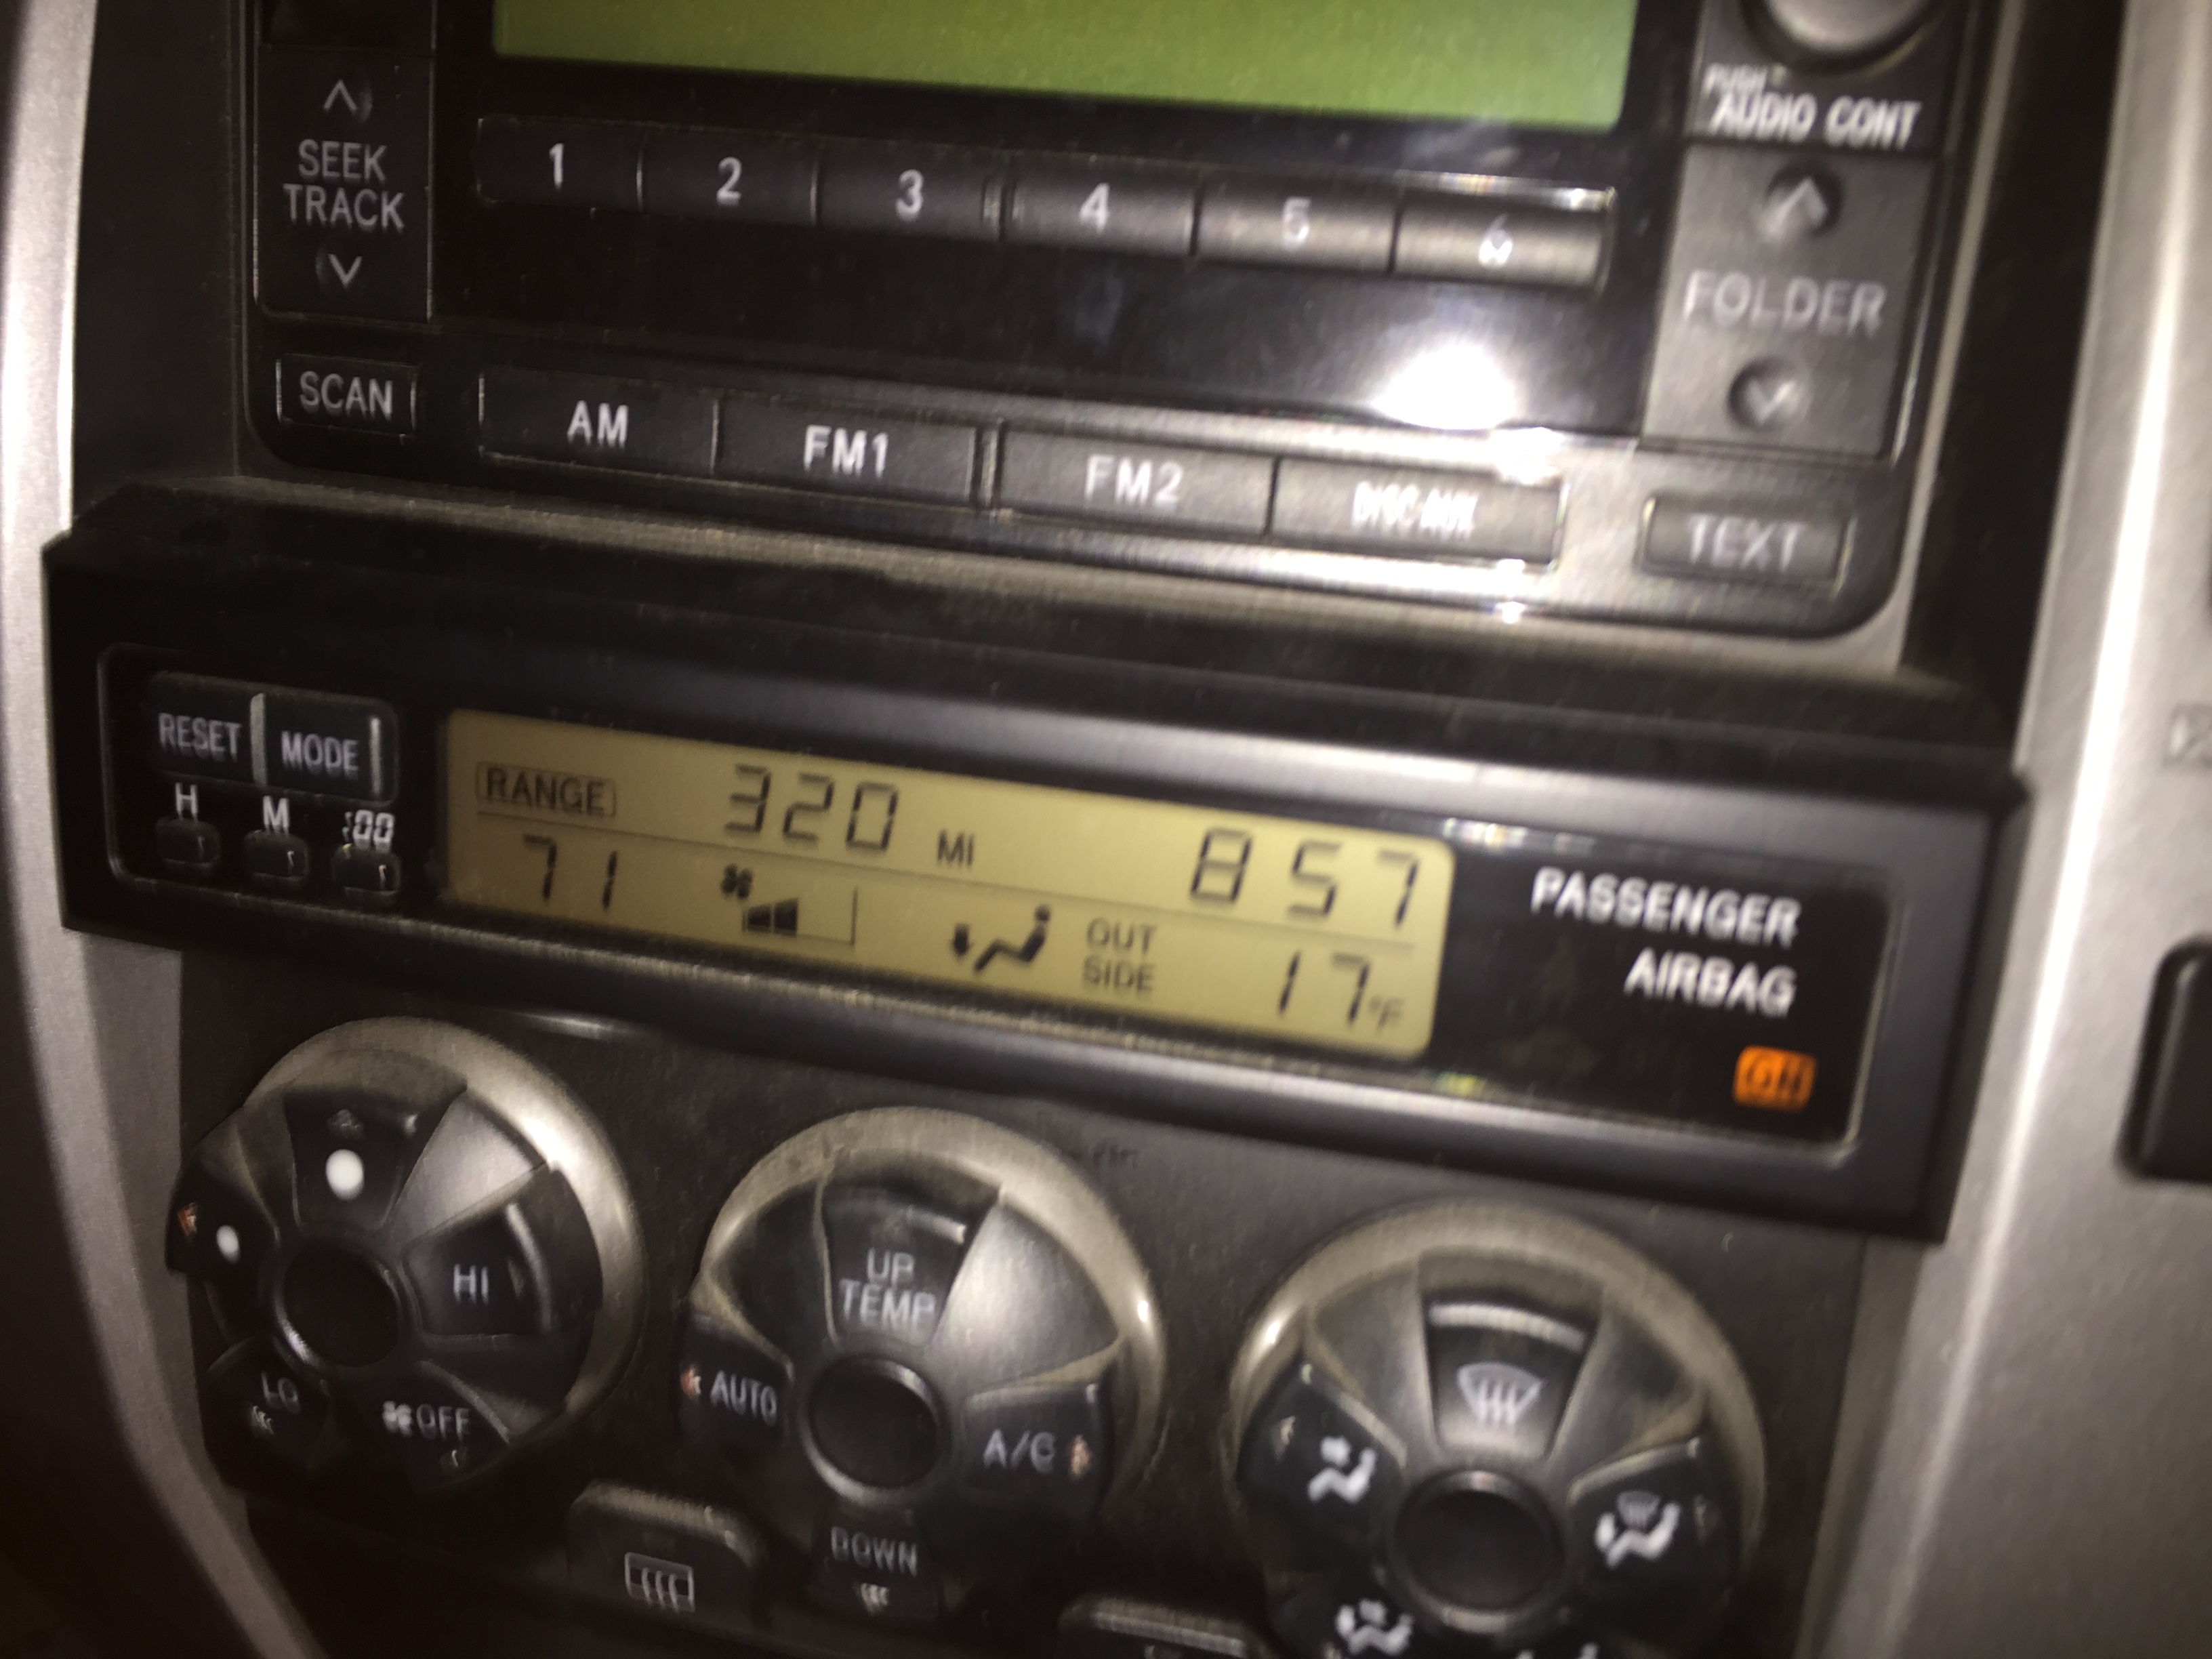 PUSH
AUDIO CONT
SEEK
TRACK
1 2 3 4 5 6
FOLDER
SCAN
AM FM1 FM2 DISC·AUX
TEXT
RESET MODE
H M :00
RANGE 320 MI 8 57
71 OUT SIDE 17°F
PASSENGER
AIRBAG
HI
LO
OFF
UP
TEMP
AUTO
A/C
DOWN